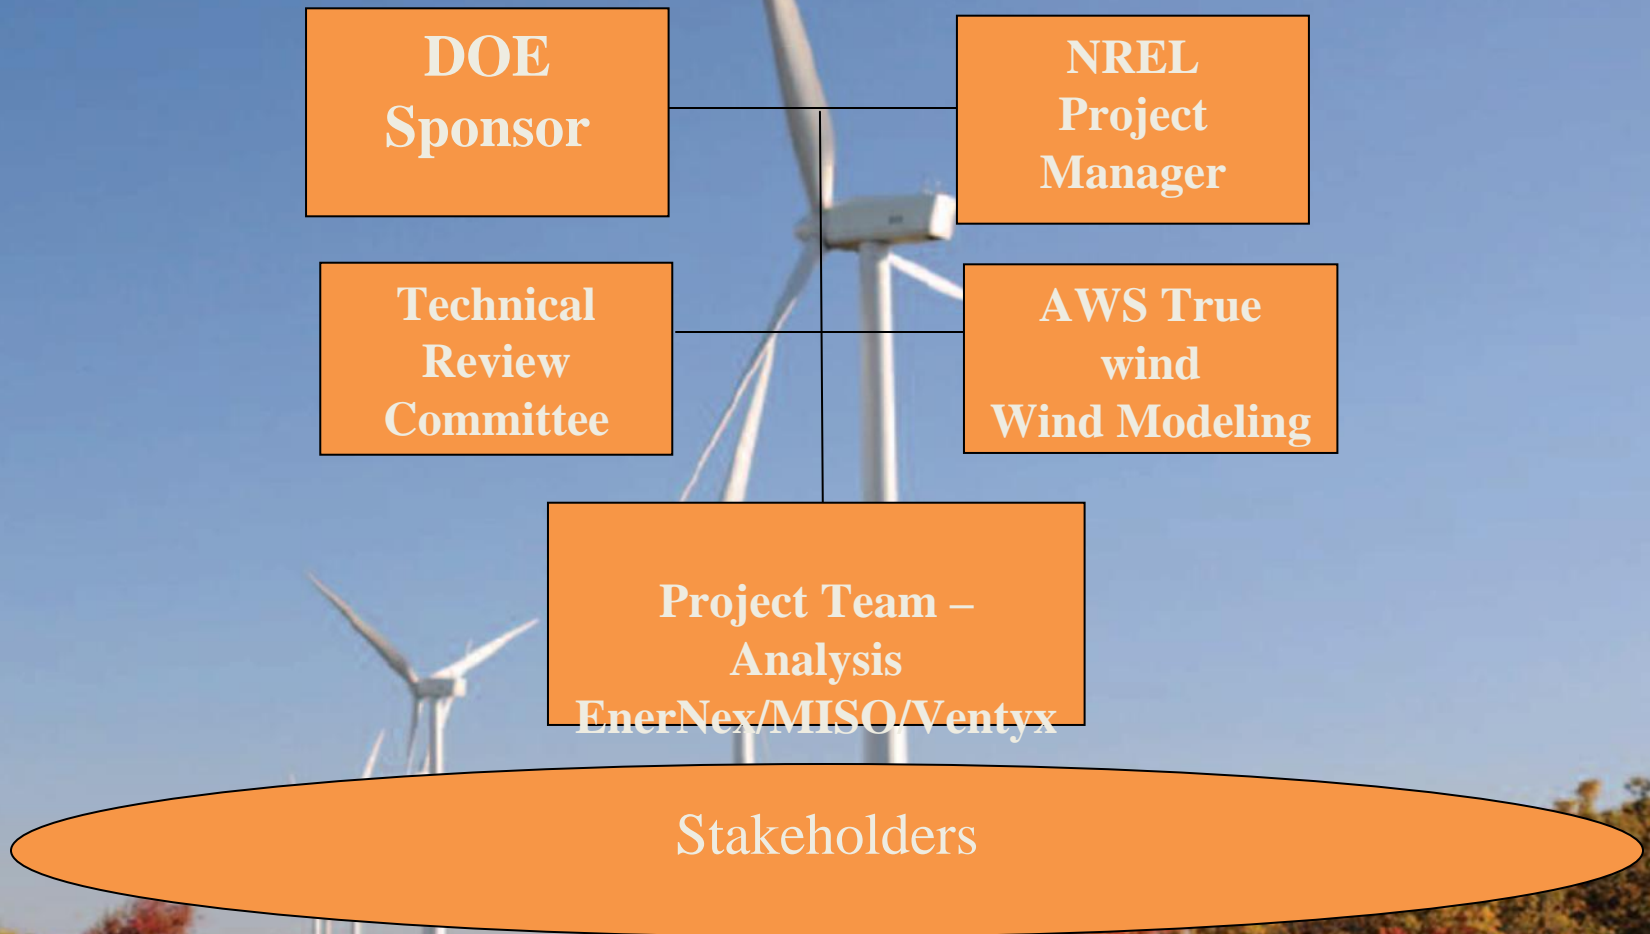 DOE
Sponsor
NREL
Project
Manager
Technical
Review
Committee
AWS True
wind
Wind Modeling
Project Team –
Analysis
EnerNex/MISO/Ventyx
Stakeholders